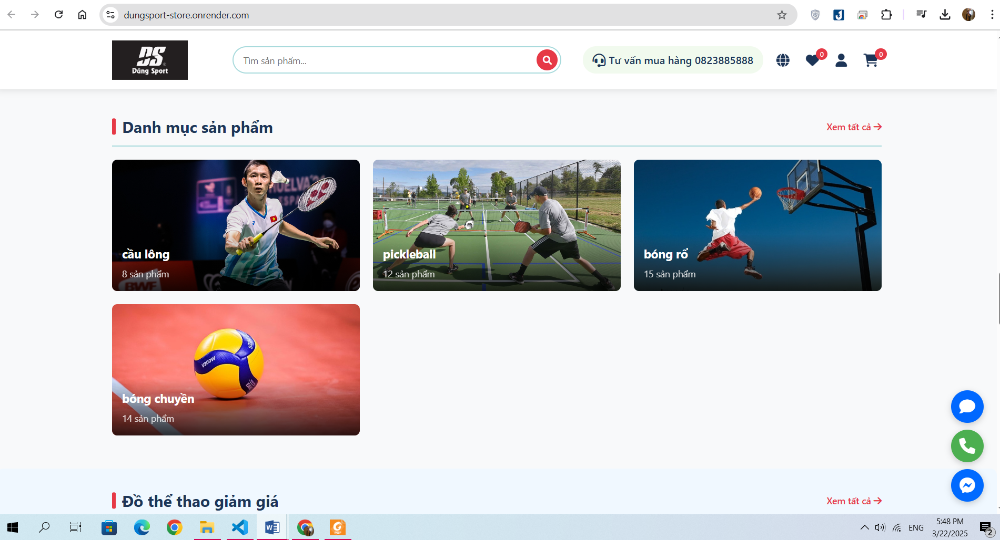 dungsport-store.onrender.com
DS
Dũng Sport
Tìm sản phẩm...
Tư vấn mua hàng 0823885888
0
0
Danh mục sản phẩm
Xem tất cả
cầu lông
8 sản phẩm
BWF
pickleball
12 sản phẩm
bóng rổ
15 sản phẩm
V200W
bóng chuyền
14 sản phẩm
Đồ thể thao giảm giá
Xem tất cả
ENG
5:48 PM
3/22/2025
2